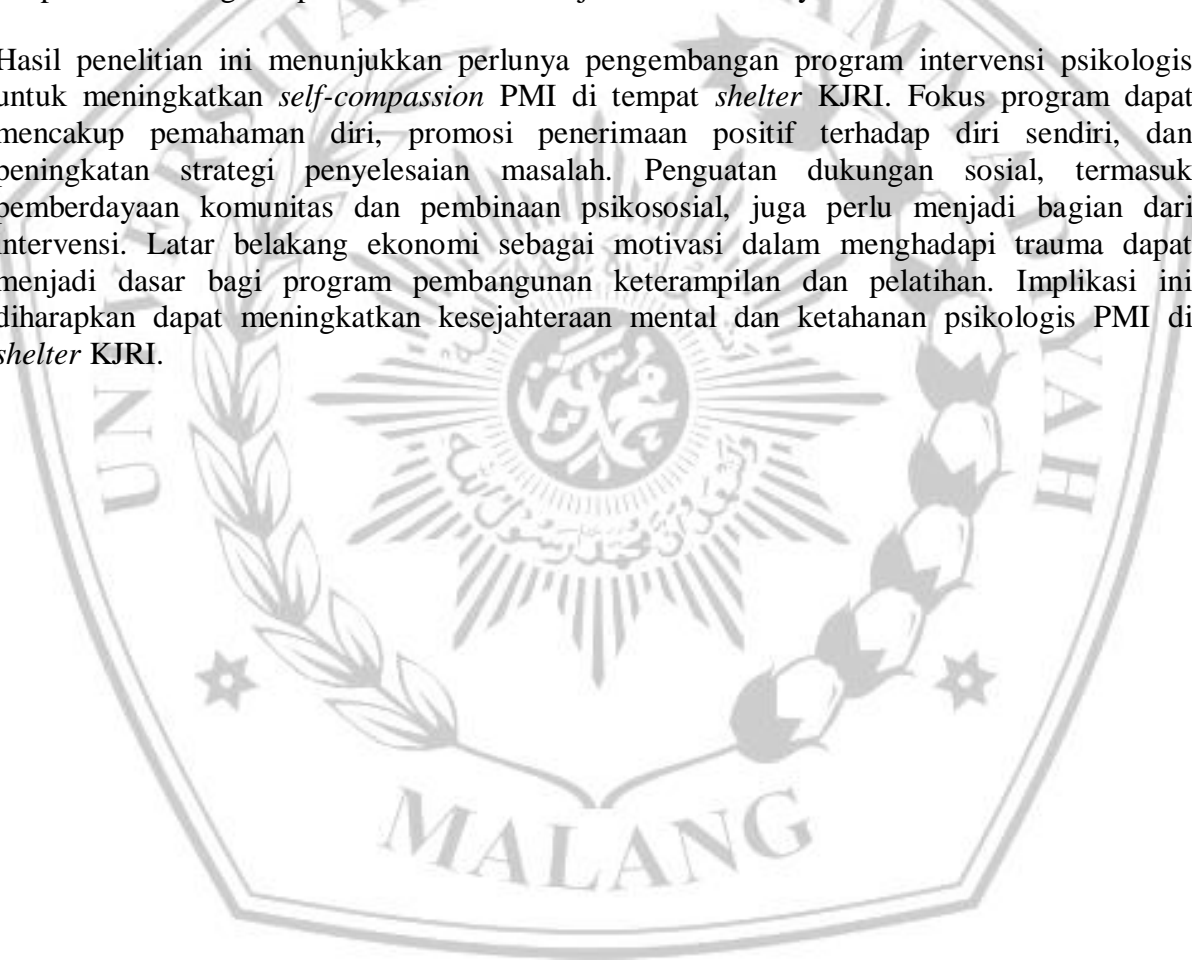 Hasil penelitian ini menunjukkan perlunya pengembangan program intervensi psikologis
untuk meningkatkan self-compassion PMI di tempat shelter KJRI. Fokus program dapat
mencakup pemahaman diri, promosi penerimaan positif terhadap diri sendiri, dan
peningkatan strategi penyelesaian masalah. Penguatan dukungan sosial, termasuk
pemberdayaan komunitas dan pembinaan psikososial, juga perlu menjadi bagian dari
intervensi. Latar belakang ekonomi sebagai motivasi dalam menghadapi trauma dapat
menjadi dasar bagi program pembangunan keterampilan dan pelatihan. Implikasi ini
diharapkan dapat meningkatkan kesejahteraan mental dan ketahanan psikologis PMI di
shelter KJRI.
MALANG